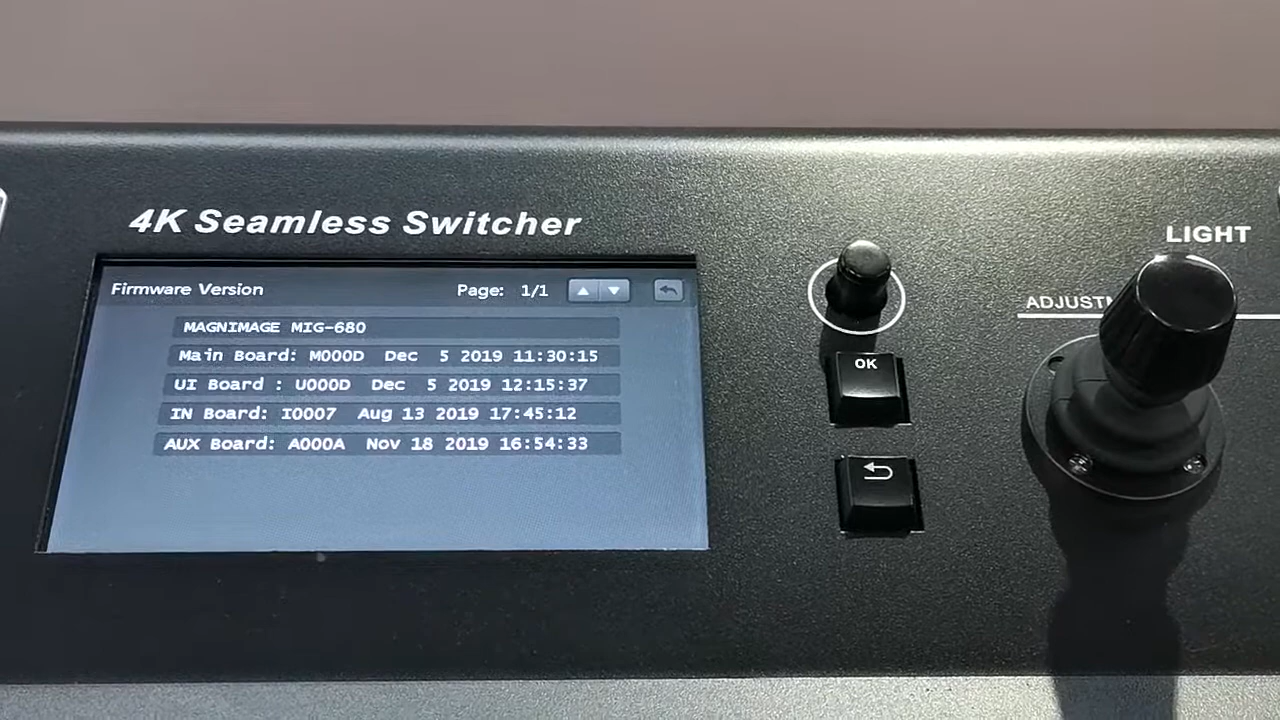 4K Seamless Switcher
LIGHT
Firmware Version Page: 1/1
MAGNIMAGE MIG-680
Main Board: M000D Dec 5 2019 11:30:15
UI Board : U000D Dec 5 2019 12:15:37
IN Board: I0007 Aug 13 2019 17:45:12
AUX Board: A000A Nov 18 2019 16:54:33
OK